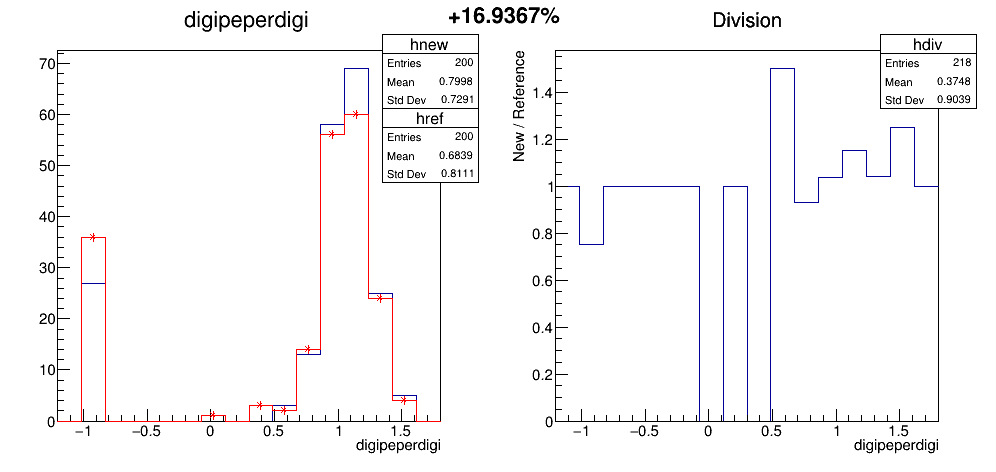 digipeperdigi
+16.9367%
Division
hnew
Entries 200
Mean 0.7998
Std Dev 0.7291
href
Entries 200
Mean 0.6839
Std Dev 0.8111
70
60
50
40
30
20
10
0
−1 −0.5 0 0.5 1 1.5
digipeperdigi
hdiv
Entries 218
Mean 0.3748
Std Dev 0.9039
New / Reference
1.4
1.2
1
0.8
0.6
0.4
0.2
0
−1 −0.5 0 0.5 1 1.5
digipeperdigi